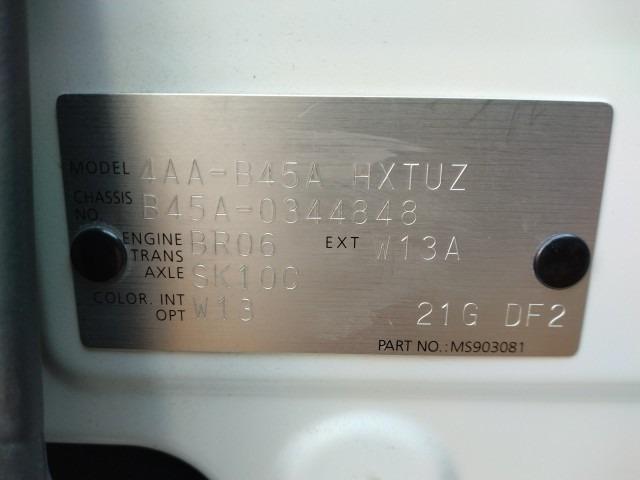 MODEL 4AA-B45A HXTUZ
CHASSIS NO. B45A-0344848
ENGINE BR06 EXT W13A
TRANS AXLE SK10C
COLOR. INT W13
OPT 21G DF2
PART NO.: MS903081